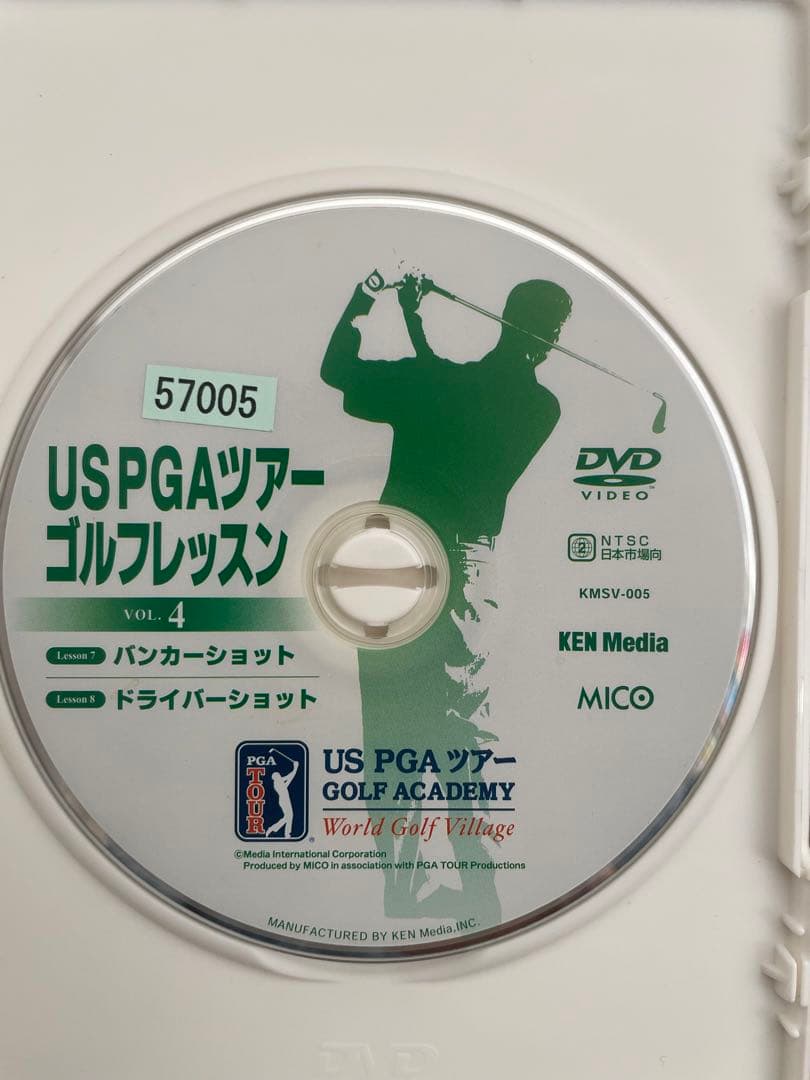 57005
US PGAツアー
ゴルフレッスン
VOL. 4
Lesson 7 バンカーショット
Lesson 8 ドライバーショット
DVD
VIDEO
2 NTSC
日本市場向
KMSV-005
KEN Media
MICO
PGA
TOUR
US PGA ツアー
GOLF ACADEMY
World Golf Village
©Media International Corporation
Produced by MICO in association with PGA TOUR Productions
MANUFACTURED BY KEN Media,INC.
DVD